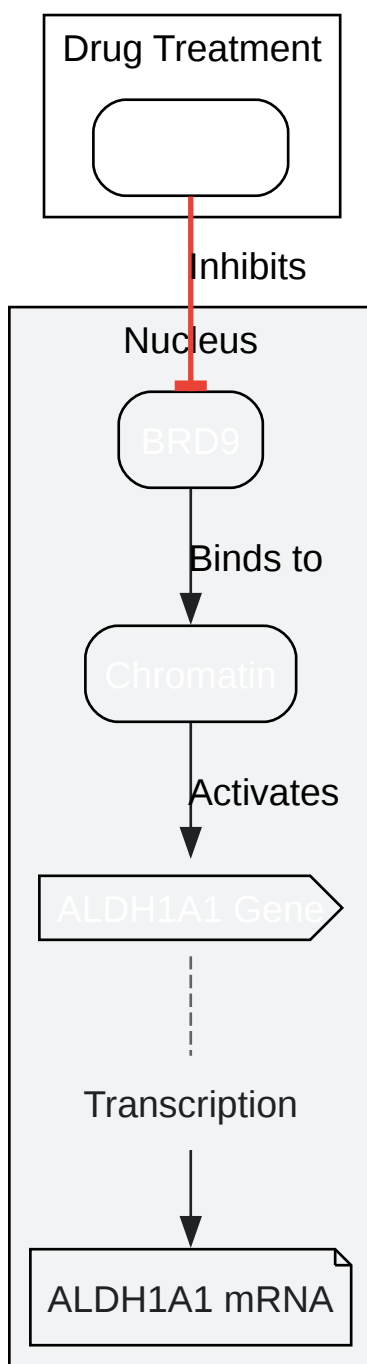 Drug Treatment
Inhibits
Nucleus
BRD9
Binds to
Chromatin
Activates
ALDH1A1 Gene
Transcription
ALDH1A1 mRNA